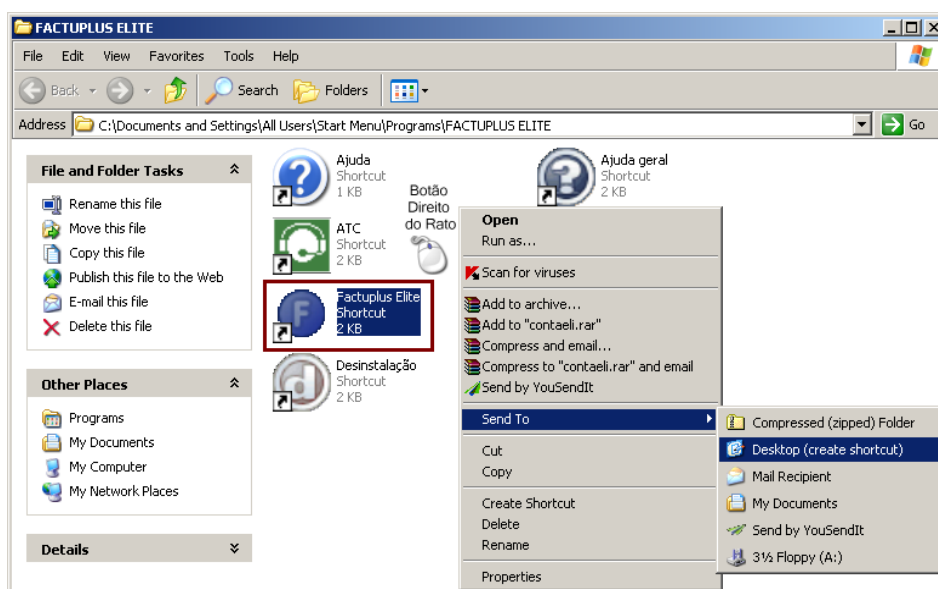 FACTUPLUS ELITE
File Edit View Favorites Tools Help
Back Search Folders
Address C:\Documents and Settings\All Users\Start Menu\Programs\FACTUPLUS ELITE Go
File and Folder Tasks
Rename this file
Move this file
Copy this file
Publish this file to the Web
E-mail this file
Delete this file
Other Places
Programs
My Documents
My Computer
My Network Places
Details
Ajuda
Shortcut
1 KB
Ajuda geral
Shortcut
2 KB
ATC
Shortcut
2 KB
Botão
Direito
do Rato
Factuplus Elite
Shortcut
2 KB
Desinstalação
Shortcut
2 KB
Open
Run as...
Scan for viruses
Add to archive...
Add to "contaeli.rar"
Compress and email...
Compress to "contaeli.rar" and email
Send by YouSendIt
Send To
Cut
Copy
Create Shortcut
Delete
Rename
Properties
Compressed (zipped) Folder
Desktop (create shortcut)
Mail Recipient
My Documents
Send by YouSendIt
3½ Floppy (A:)